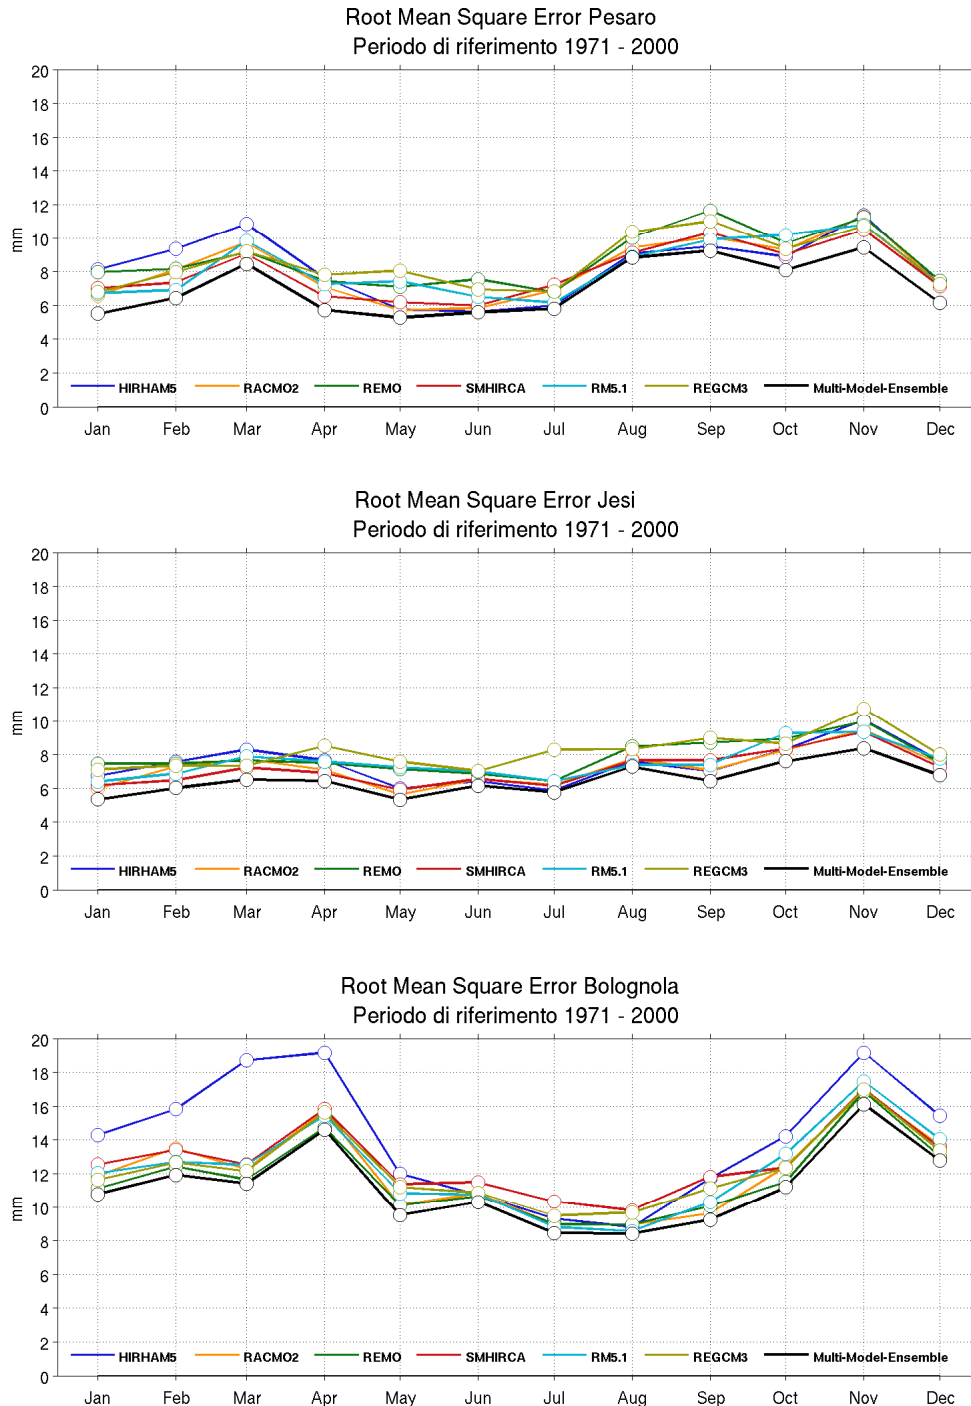 Root Mean Square Error Pesaro
Periodo di riferimento 1971 - 2000
20
18
16
14
12
10
8
6
4
2
0
mm
HIRHAM5 RACMO2 REMO SMHIRCA RM5.1 REGCM3 Multi-Model-Ensemble
Jan Feb Mar Apr May Jun Jul Aug Sep Oct Nov Dec
Root Mean Square Error Jesi
Periodo di riferimento 1971 - 2000
20
18
16
14
12
10
8
6
4
2
0
mm
HIRHAM5 RACMO2 REMO SMHIRCA RM5.1 REGCM3 Multi-Model-Ensemble
Jan Feb Mar Apr May Jun Jul Aug Sep Oct Nov Dec
Root Mean Square Error Bolognola
Periodo di riferimento 1971 - 2000
20
18
16
14
12
10
8
6
4
2
0
mm
HIRHAM5 RACMO2 REMO SMHIRCA RM5.1 REGCM3 Multi-Model-Ensemble
Jan Feb Mar Apr May Jun Jul Aug Sep Oct Nov Dec